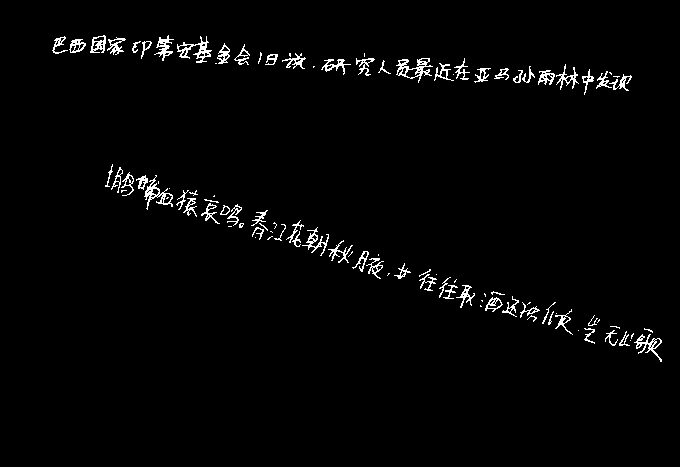 巴西国家印第安基金会1日说,研究人员最近在亚马孙雨林中发现
鹃啼血猿哀鸣。春江花朝秋月夜,往往取酒还独倾,岂无山歌